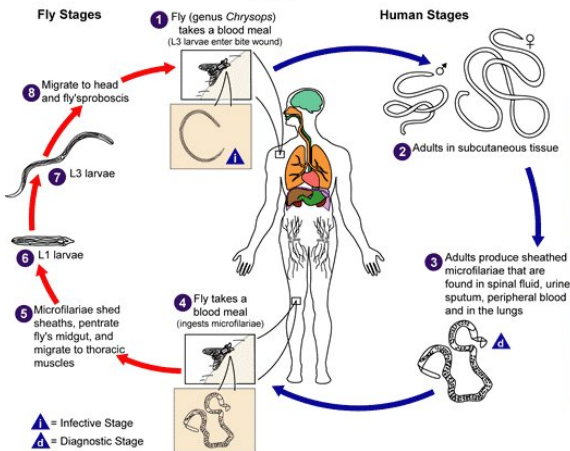 Fly Stages
Human Stages
1 Fly (genus Chrysops)
takes a blood meal
(L3 larvae enter bite wound)
i
♂
♀
2 Adults in subcutaneous tissue
3 Adults produce sheathed
microfilariae that are
found in spinal fluid, urine
sputum, peripheral blood
and in the lungs
d
4 Fly takes a
blood meal
(ingests microfilariae)
5 Microfilariae shed
sheaths, pentrate
fly's midgut, and
migrate to thoracic
muscles
6 L1 larvae
7 L3 larvae
8 Migrate to head
and fly'sproboscis
i = Infective Stage
d = Diagnostic Stage